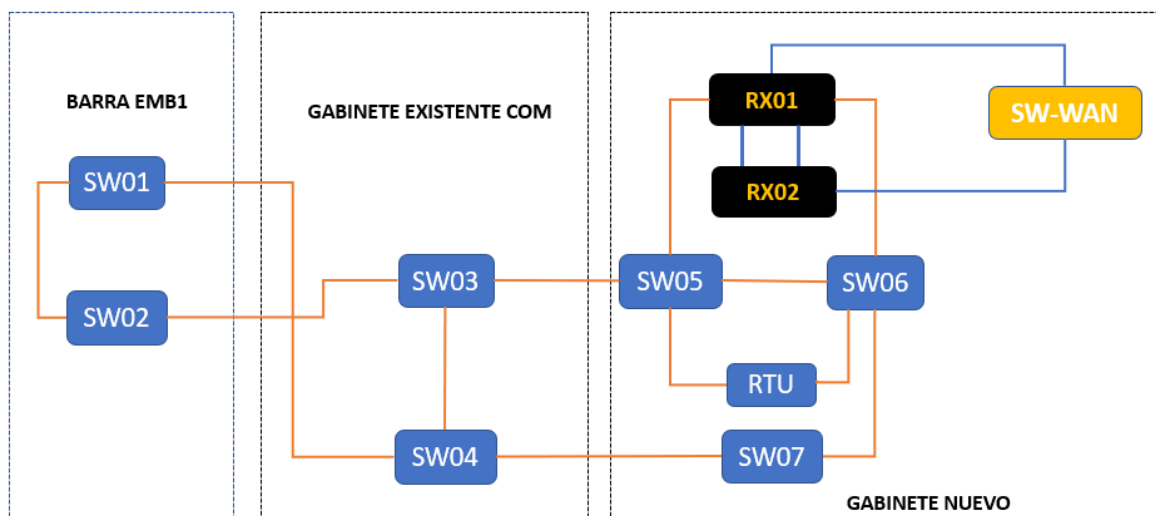 BARRA EMB1
SW01
SW02
GABINETE EXISTENTE COM
SW03
SW04
RX01
SW-WAN
RX02
SW05
SW06
RTU
SW07
GABINETE NUEVO